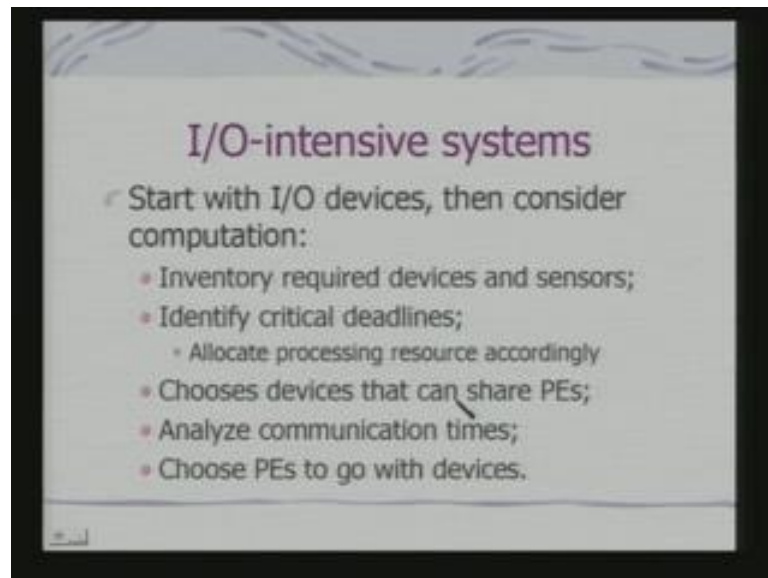 I/O-intensive systems
Start with I/O devices, then consider
computation:
Inventory required devices and sensors;
Identify critical deadlines;
Allocate processing resource accordingly
Chooses devices that can share PEs;
Analyze communication times;
Choose PEs to go with devices.